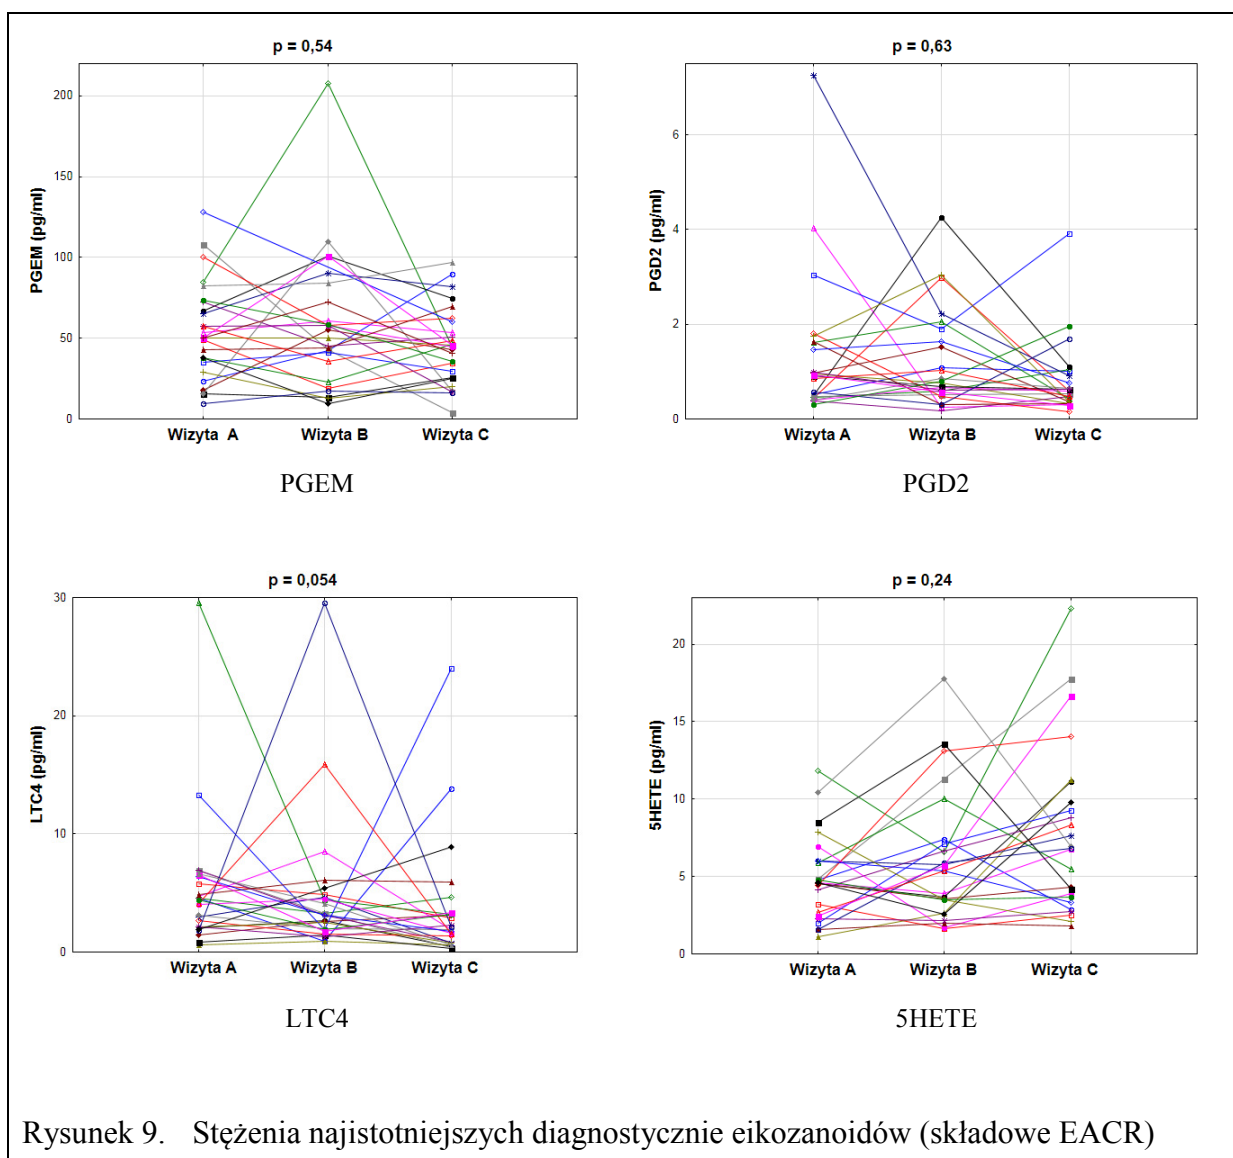 p = 0,54
PGEM (pg/ml)
200
150
100
50
0
Wizyta A Wizyta B Wizyta C
PGEM
p = 0,63
PGD2 (pg/ml)
6
4
2
0
Wizyta A Wizyta B Wizyta C
PGD2
p = 0,054
LTC4 (pg/ml)
30
20
10
0
Wizyta A Wizyta B Wizyta C
LTC4
p = 0,24
5HETE (pg/ml)
20
15
10
5
0
Wizyta A Wizyta B Wizyta C
5HETE
Rysunek 9. Stężenia najistotniejszych diagnostycznie eikozanoidów (składowe EACR)